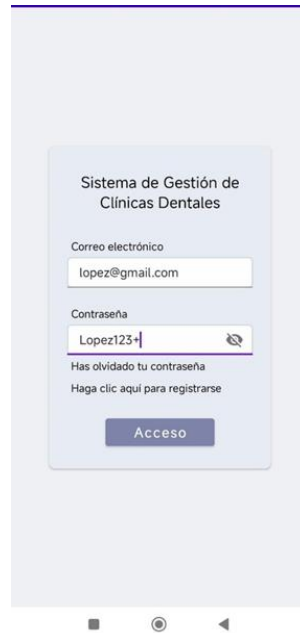 Sistema de Gestión de
Clínicas Dentales
Correo electrónico
lopez@gmail.com
Contraseña
Lopez123+
Has olvidado tu contraseña
Haga clic aquí para registrarse
Acceso